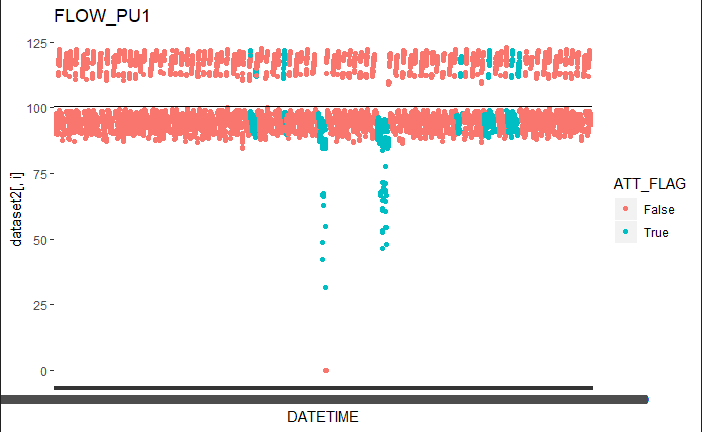 FLOW_PU1
125
100
75
50
25
0
dataset2[, i]
DATETIME
ATT_FLAG
False
True